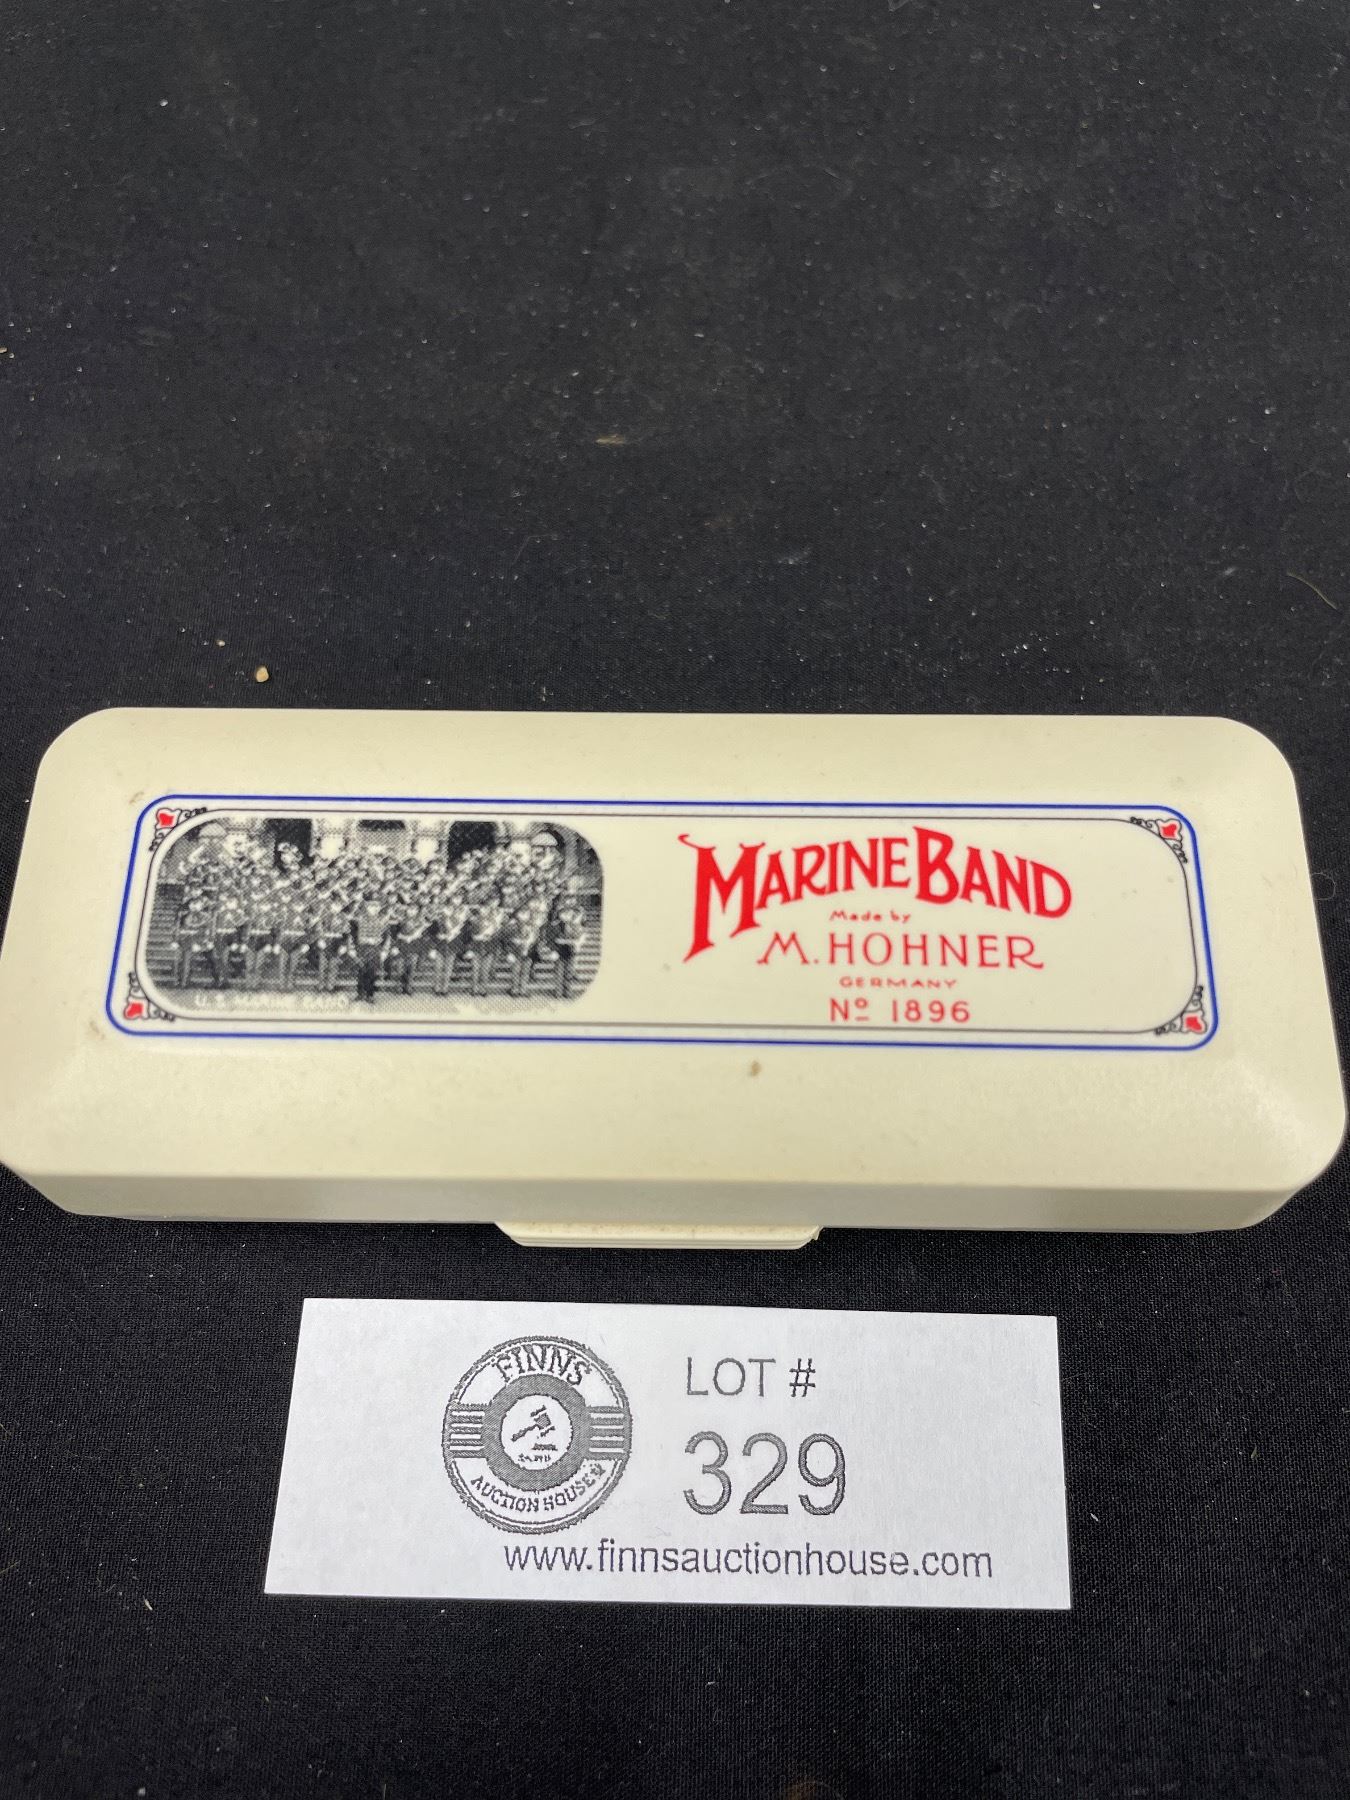 U.S. MARINE BAND
MARINE BAND
Made by
M. HOHNER
GERMANY
Nº 1896
FINNS
AUCTION HOUSE
LOT #
329
www.finnsauctionhouse.com